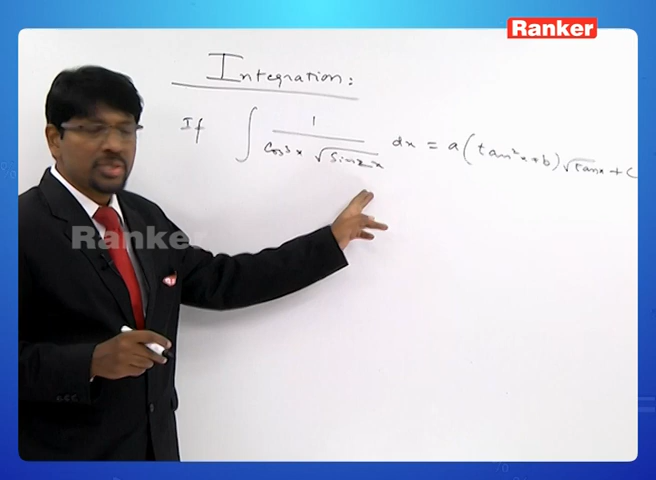 Ranker
Integration:
If ∫ 1 / (cos³x √(sin2x)) dx = a(tan²x+b)√tanx + C
Ranker